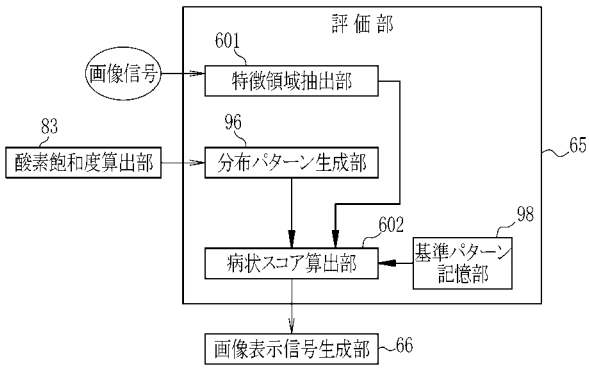 評価部
601
画像信号
特徴領域抽出部
83
96
酸素飽和度算出部
分布パターン生成部
65
602
98
病状スコア算出部
基準パターン
記憶部
画像表示信号生成部
66